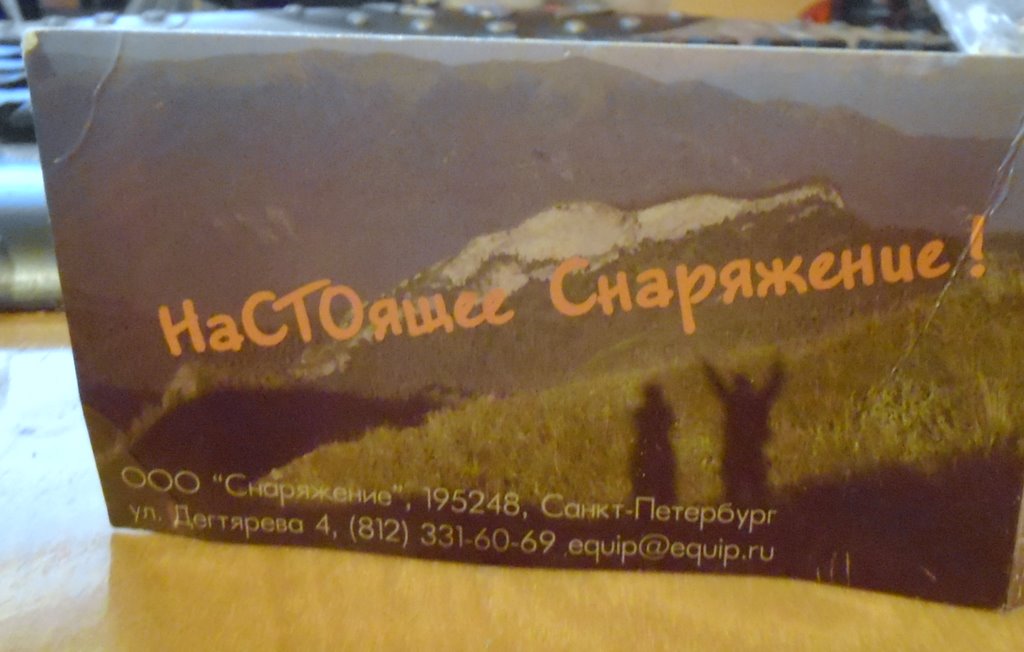 НаСТОящее Снаряжение!
ООО "Снаряжение", 195248, Санкт-Петербург
ул. Дегтярева 4, (812) 331-60-69 equip@equip.ru